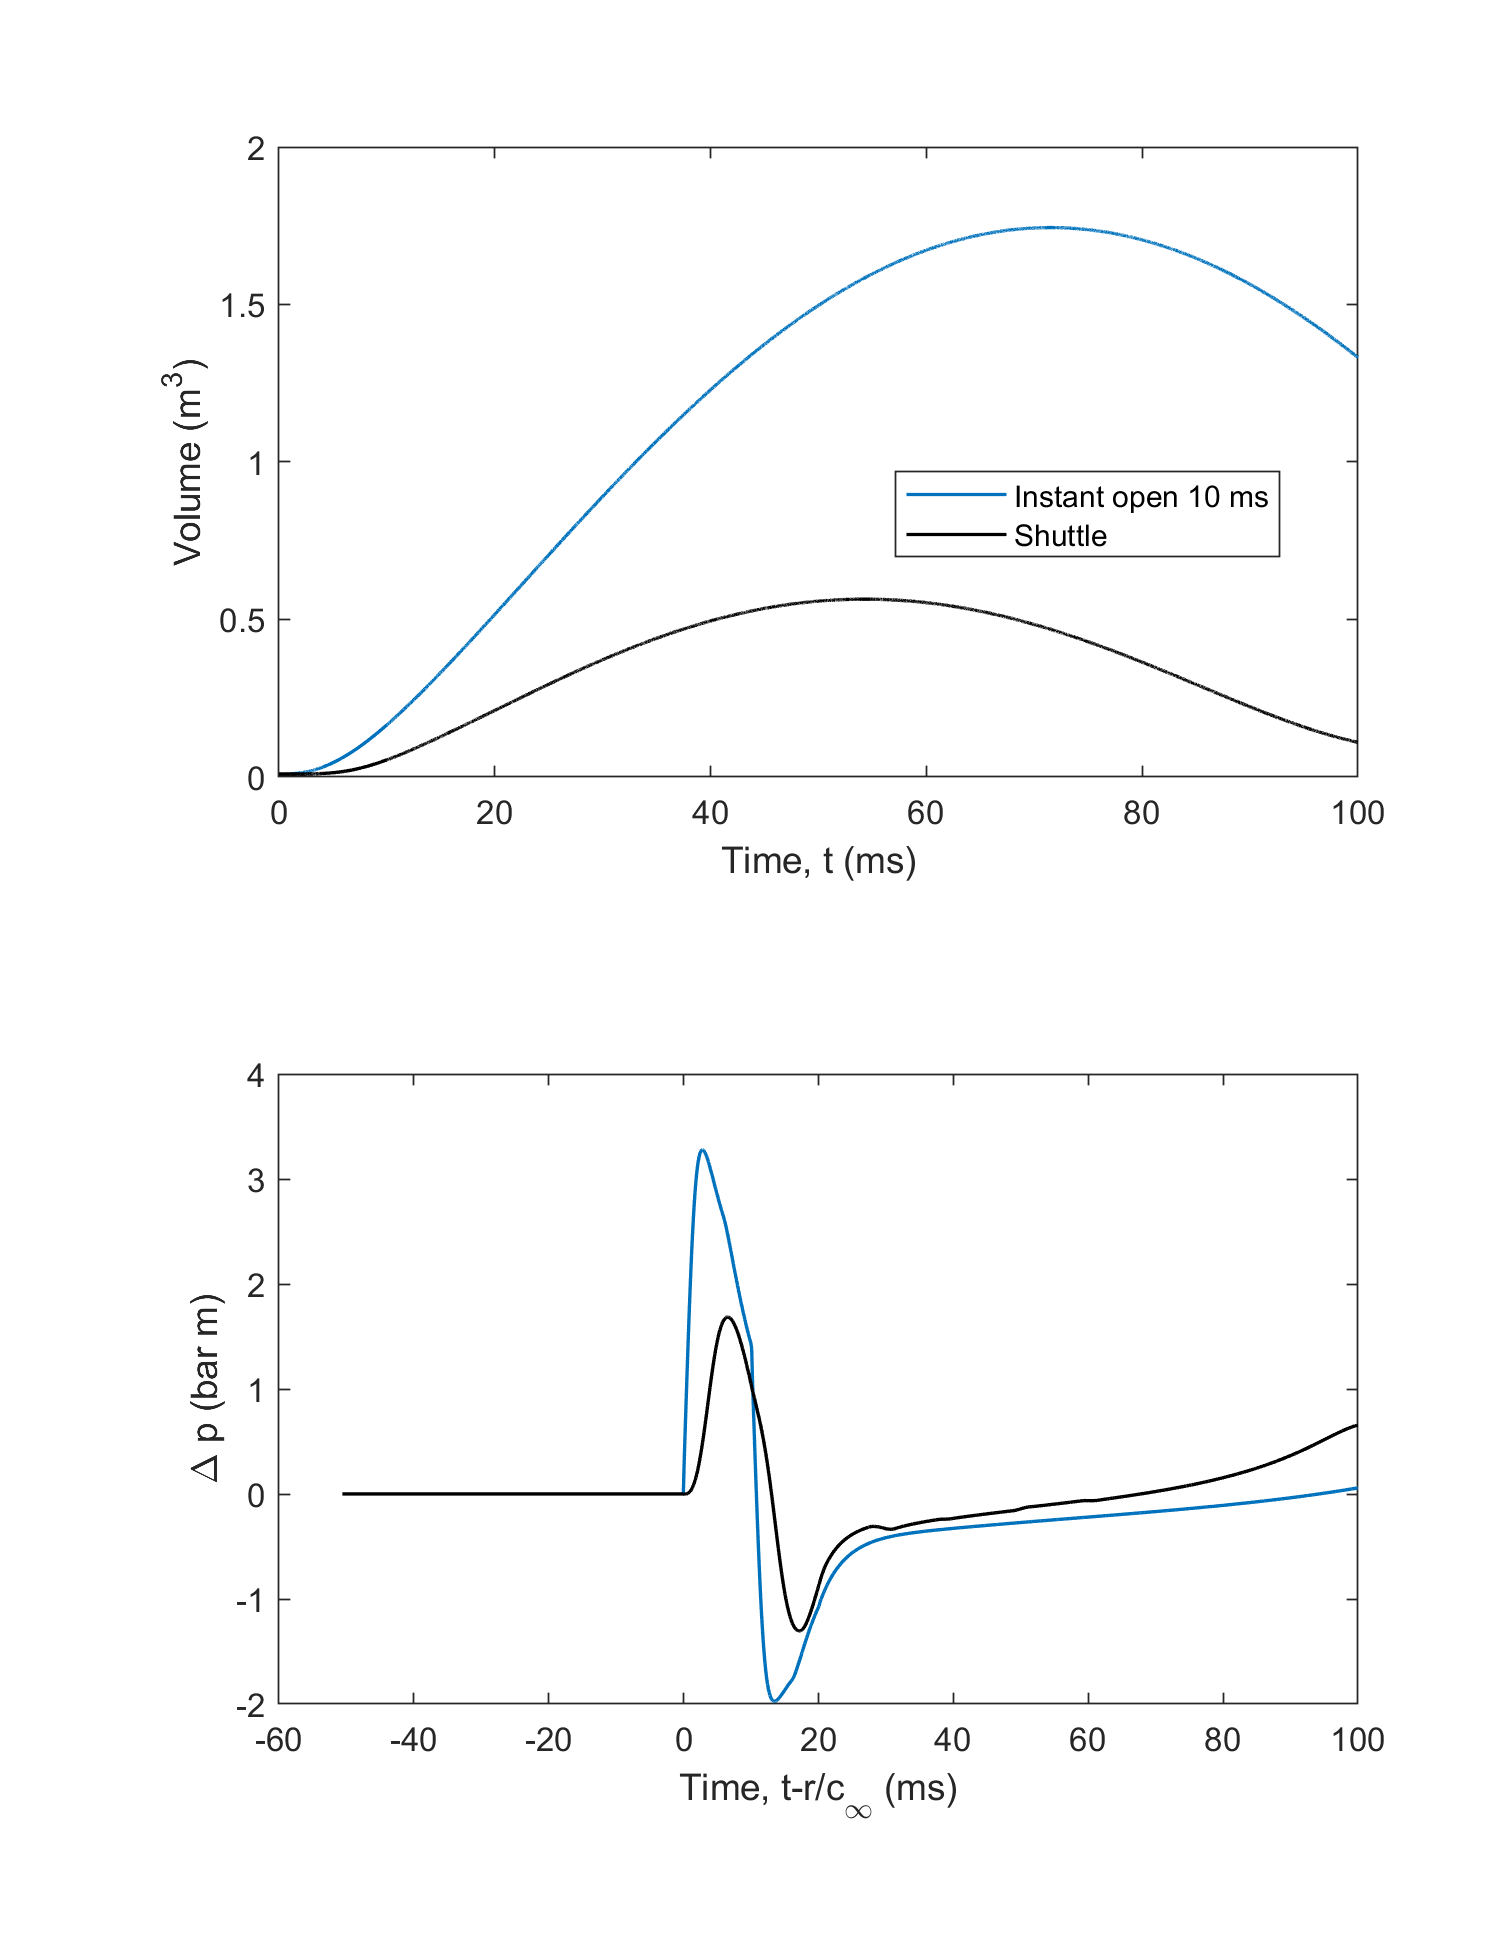 2
1.5
1
0.5
0
Volume (m³)
Instant open 10 ms
Shuttle
0 20 40 60 80 100
Time, t (ms)
4
3
2
1
0
-1
-2
Δ p (bar m)
-60 -40 -20 0 20 40 60 80 100
Time, t-r/c∞ (ms)